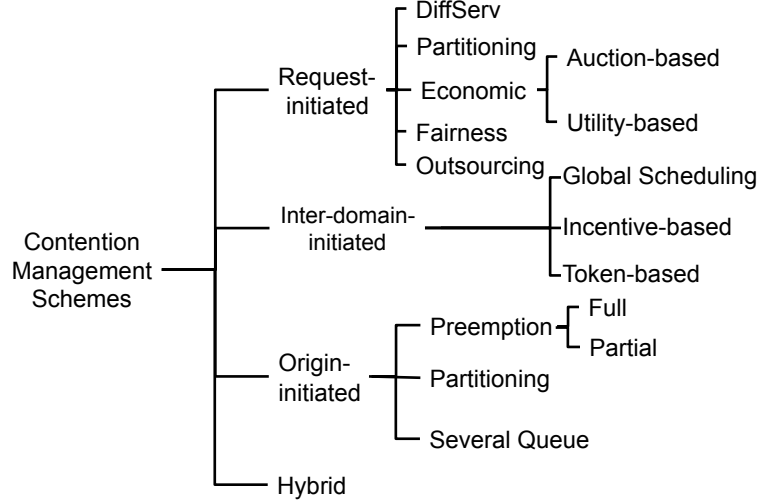 DiffServ
Partitioning
Request-
initiated
Economic
Auction-based
Utility-based
Fairness
Outsourcing
Global Scheduling
Inter-domain-
initiated
Incentive-based
Token-based
Contention
Management
Schemes
Preemption
Full
Partial
Origin-
initiated
Partitioning
Several Queue
Hybrid